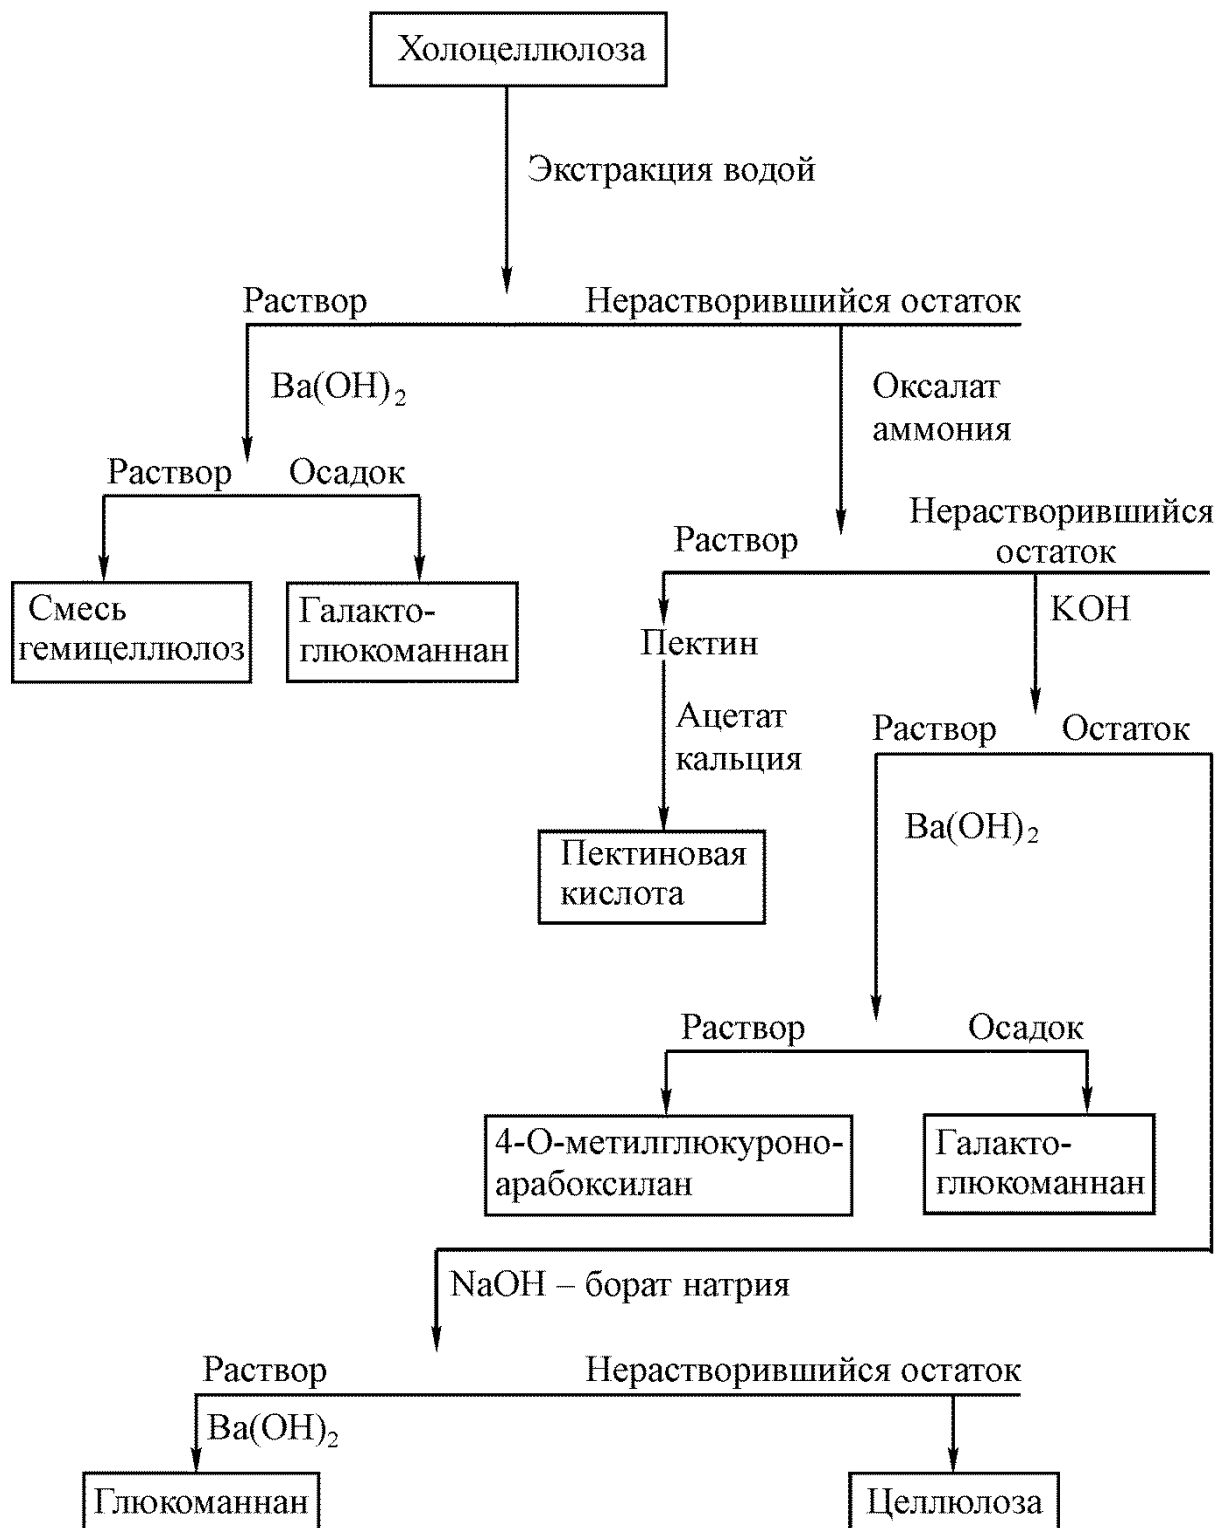 Холоцеллюлоза
Экстракция водой
Раствор Нерастворившийся остаток
Ba(OH)₂
Оксалат
аммония
Раствор Осадок
Раствор
Нерастворившийся
остаток
Смесь
гемицеллюлоз
Галакто-
глюкоманнан
KOH
Пектин
Ацетат
кальция
Раствор Остаток
Ba(OH)₂
Пектиновая
кислота
Раствор Осадок
4-О-метилглюкуроно-
арабоксилан
Галакто-
глюкоманнан
NaOH – борат натрия
Раствор Нерастворившийся остаток
Ba(OH)₂
Глюкоманнан
Целлюлоза